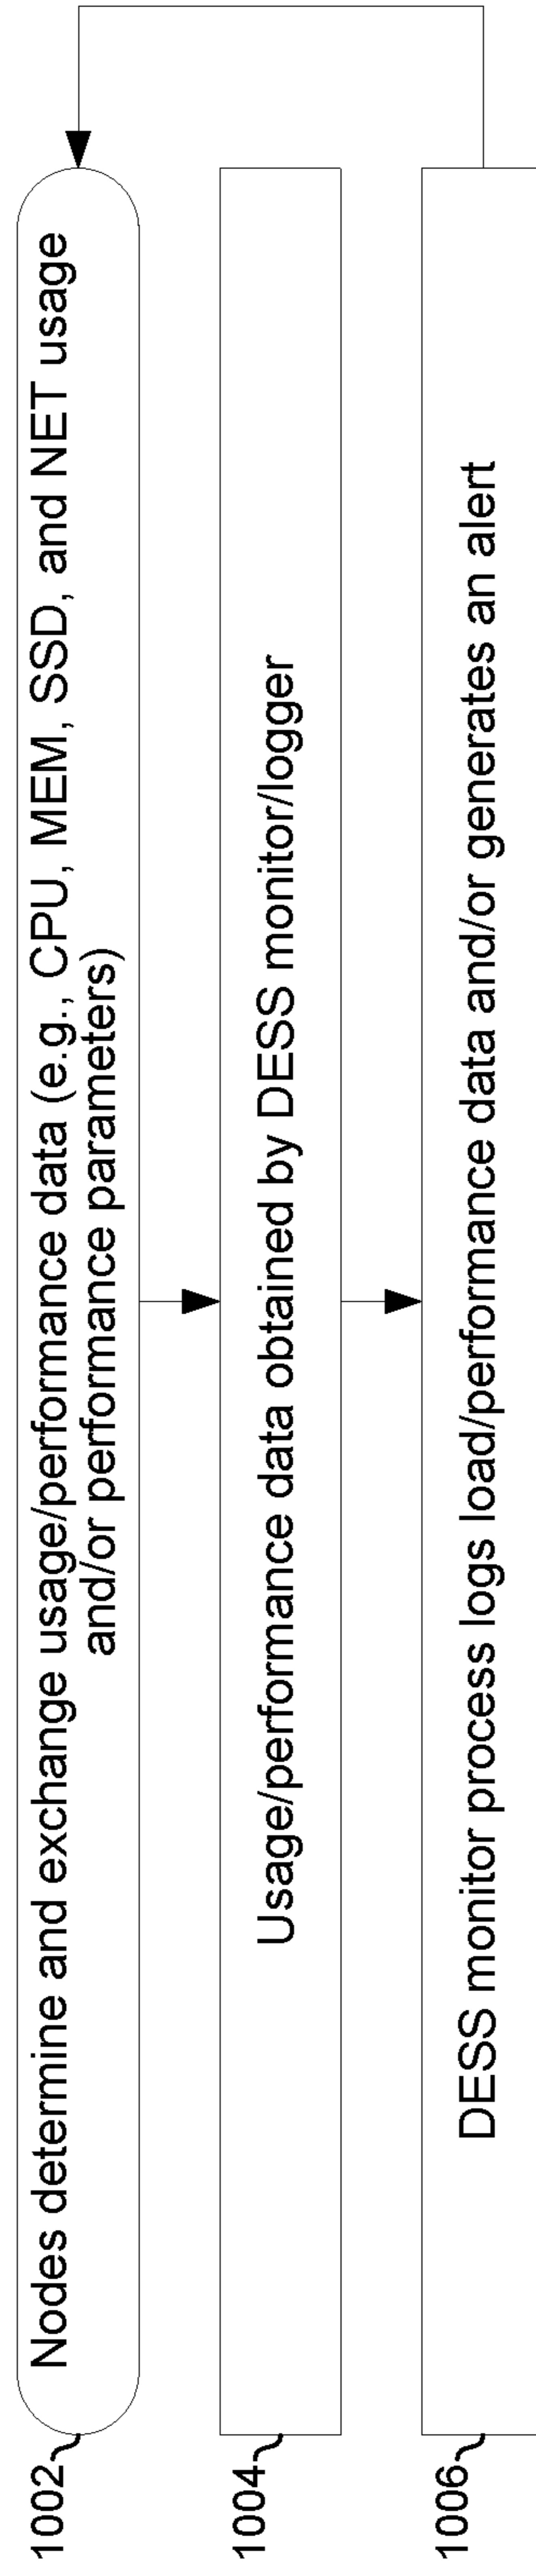 1002
Nodes determine and exchange usage/performance data (e.g., CPU, MEM, SSD, and NET usage
and/or performance parameters)
1004
Usage/performance data obtained by DESS monitor/logger
1006
DESS monitor process logs load/performance data and/or generates an alert